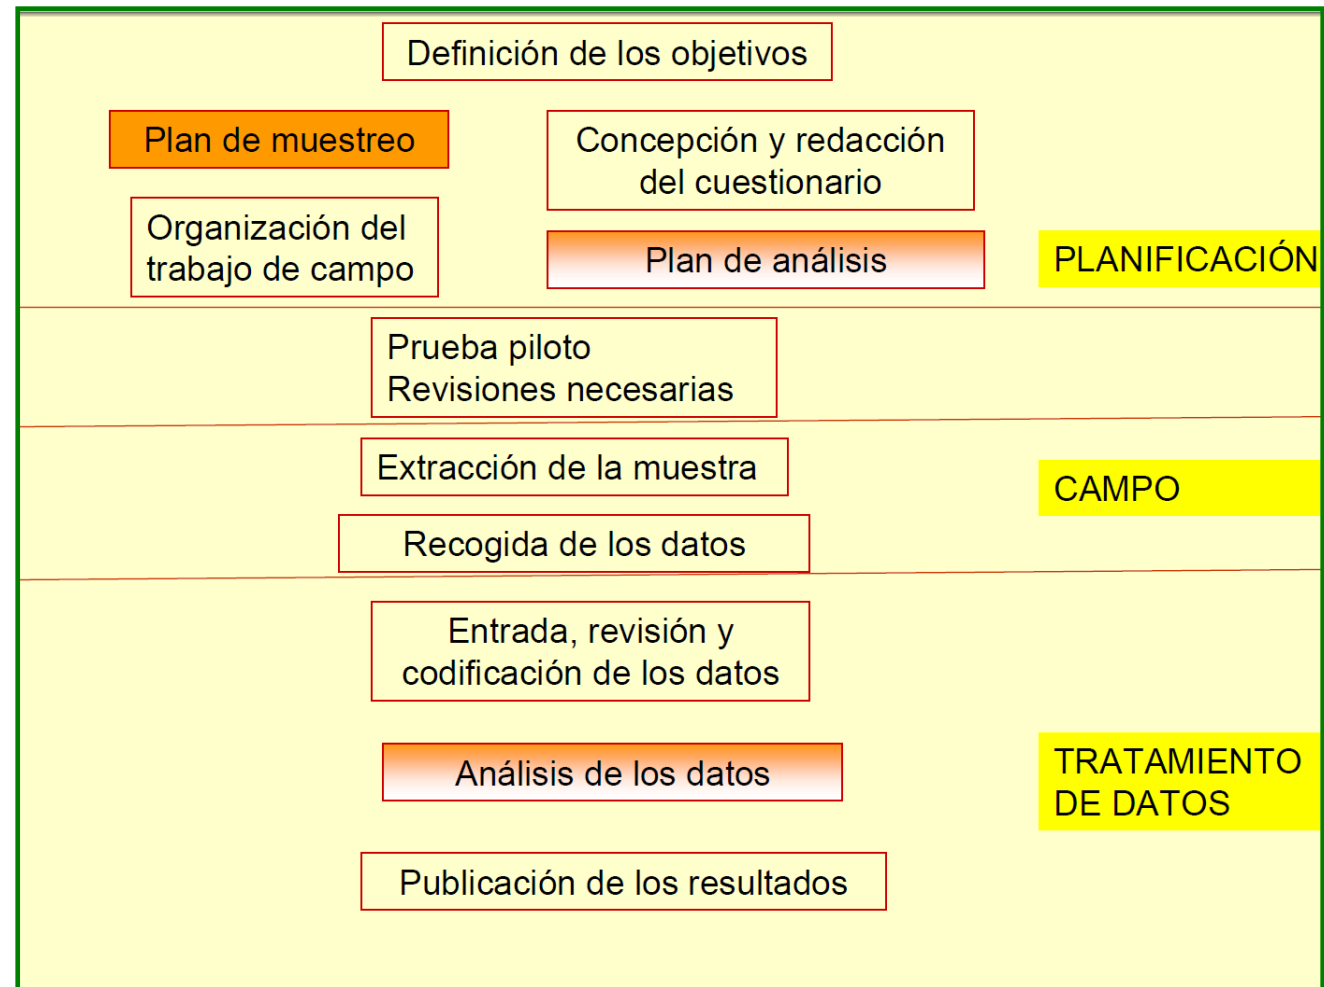 Definición de los objetivos
Plan de muestreo
Concepción y redacción
del cuestionario
Organización del
trabajo de campo
Plan de análisis
PLANIFICACIÓN
Prueba piloto
Revisiones necesarias
Extracción de la muestra
CAMPO
Recogida de los datos
Entrada, revisión y
codificación de los datos
Análisis de los datos
TRATAMIENTO
DE DATOS
Publicación de los resultados